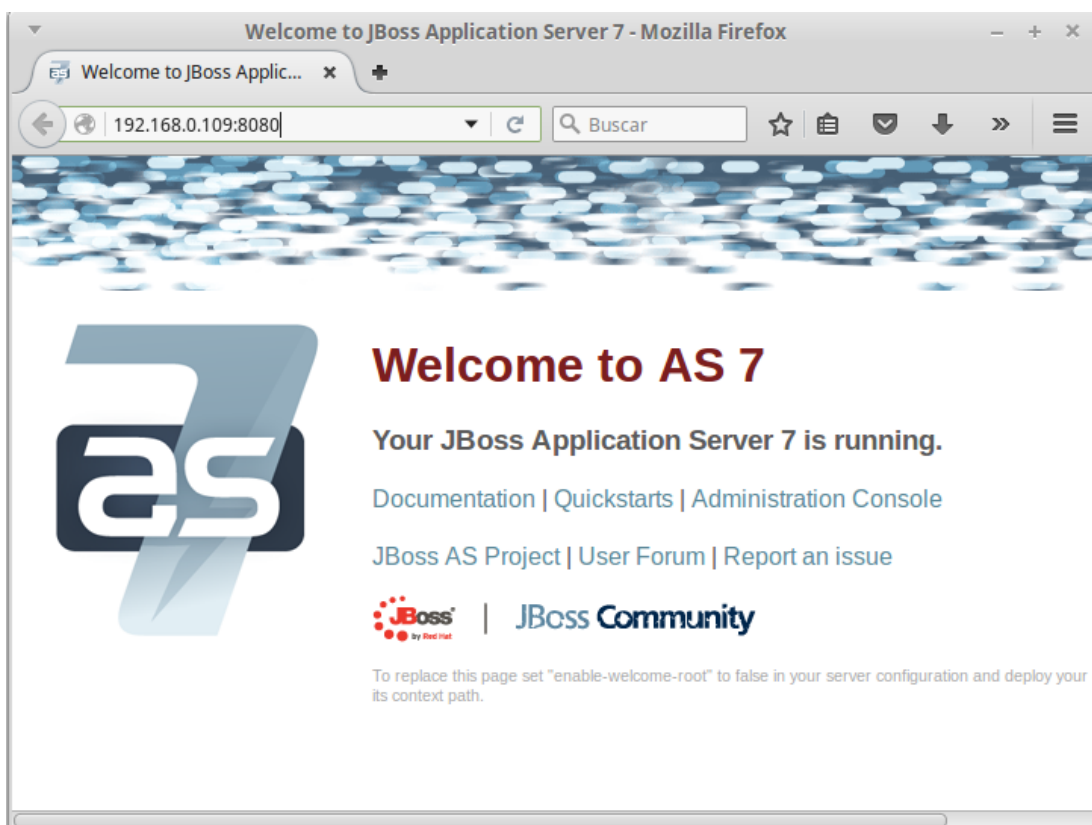 Welcome to JBoss Application Server 7 - Mozilla Firefox
Welcome to JBoss Applic...
192.168.0.109:8080
Buscar
as
Welcome to AS 7
Your JBoss Application Server 7 is running.
Documentation | Quickstarts | Administration Console
JBoss AS Project | User Forum | Report an issue
JBoss by Red Hat | JBoss Community
To replace this page set "enable-welcome-root" to false in your server configuration and deploy your
its context path.